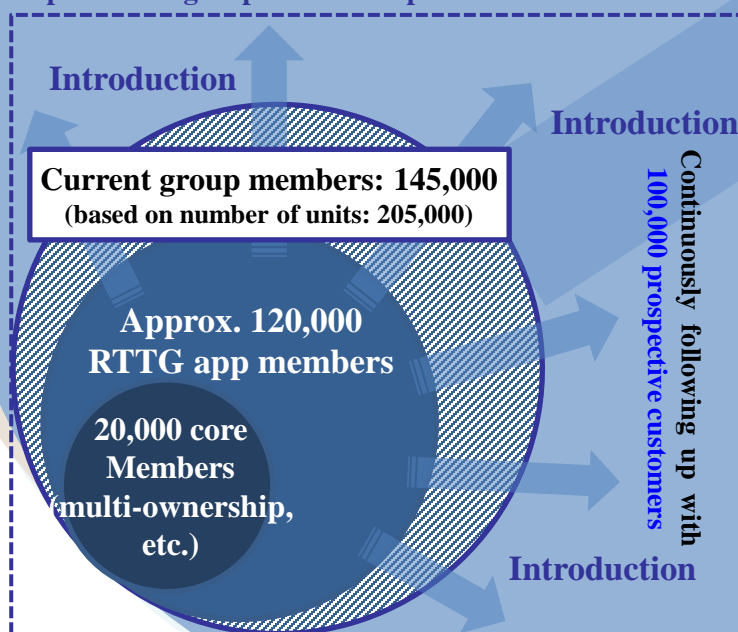 Introduction
Introduction
Current group members: 145,000
(based on number of units: 205,000)
Approx. 120,000
RTTG app members
20,000 core
Members
(multi-ownership,
etc.)
Continuously following up with
100,000 prospective customers
Introduction